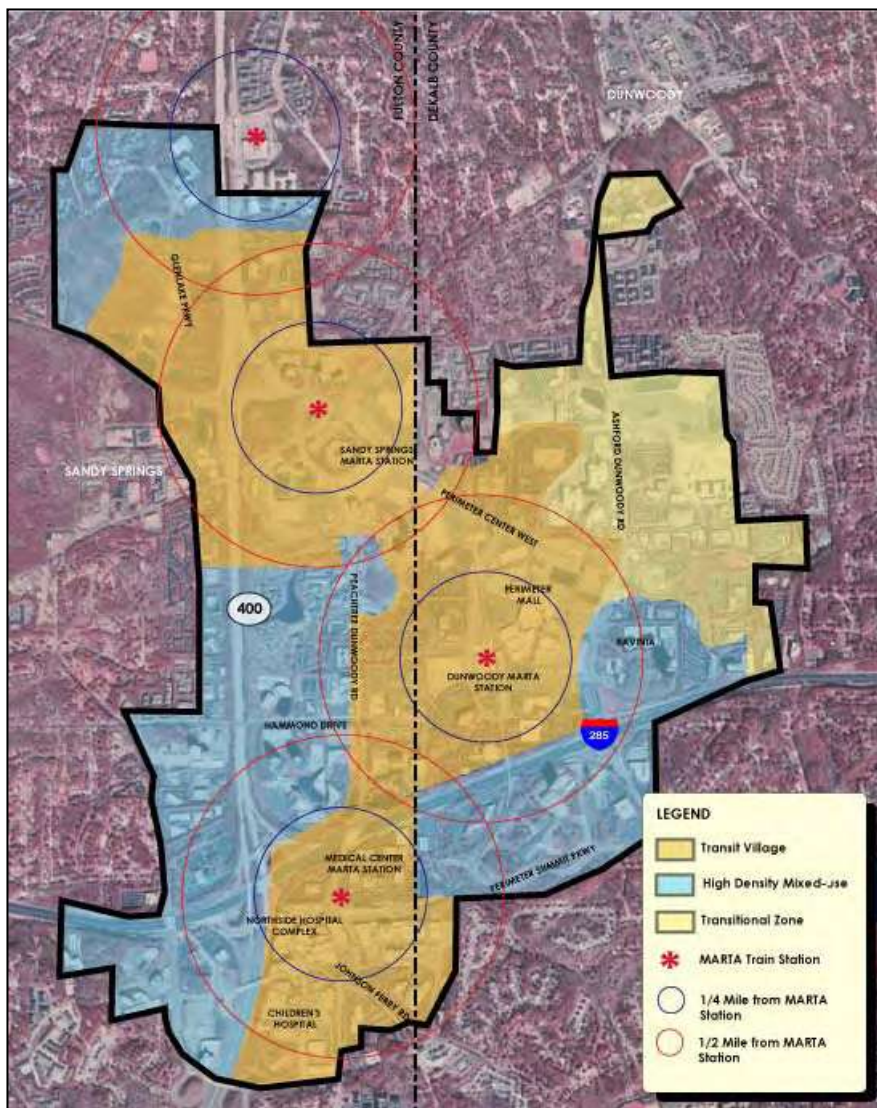 FULTON COUNTY
DEKALB COUNTY
DUNWOODY
GLENLAKE PKWY
SANDY SPRINGS
MARTA STATION
SANDY SPRINGS
ASHFORD DUNWOODY RD
PERIMETER CENTER WEST
400
PEACHTREE DUNWOODY RD
PERIMETER
MALL
RAVINIA
DUNWOODY MARTA
STATION
HAMMOND DRIVE
285
MEDICAL CENTER
MARTA STATION
PERIMETER SUMMIT PKWY
NORTHSIDE HOSPITAL
COMPLEX
JOHNSON FERRY RD
CHILDREN'S
HOSPITAL
LEGEND
Transit Village
High Density Mixed-Use
Transitional Zone
MARTA Train Station
1/4 Mile from MARTA
Station
1/2 Mile from MARTA
Station